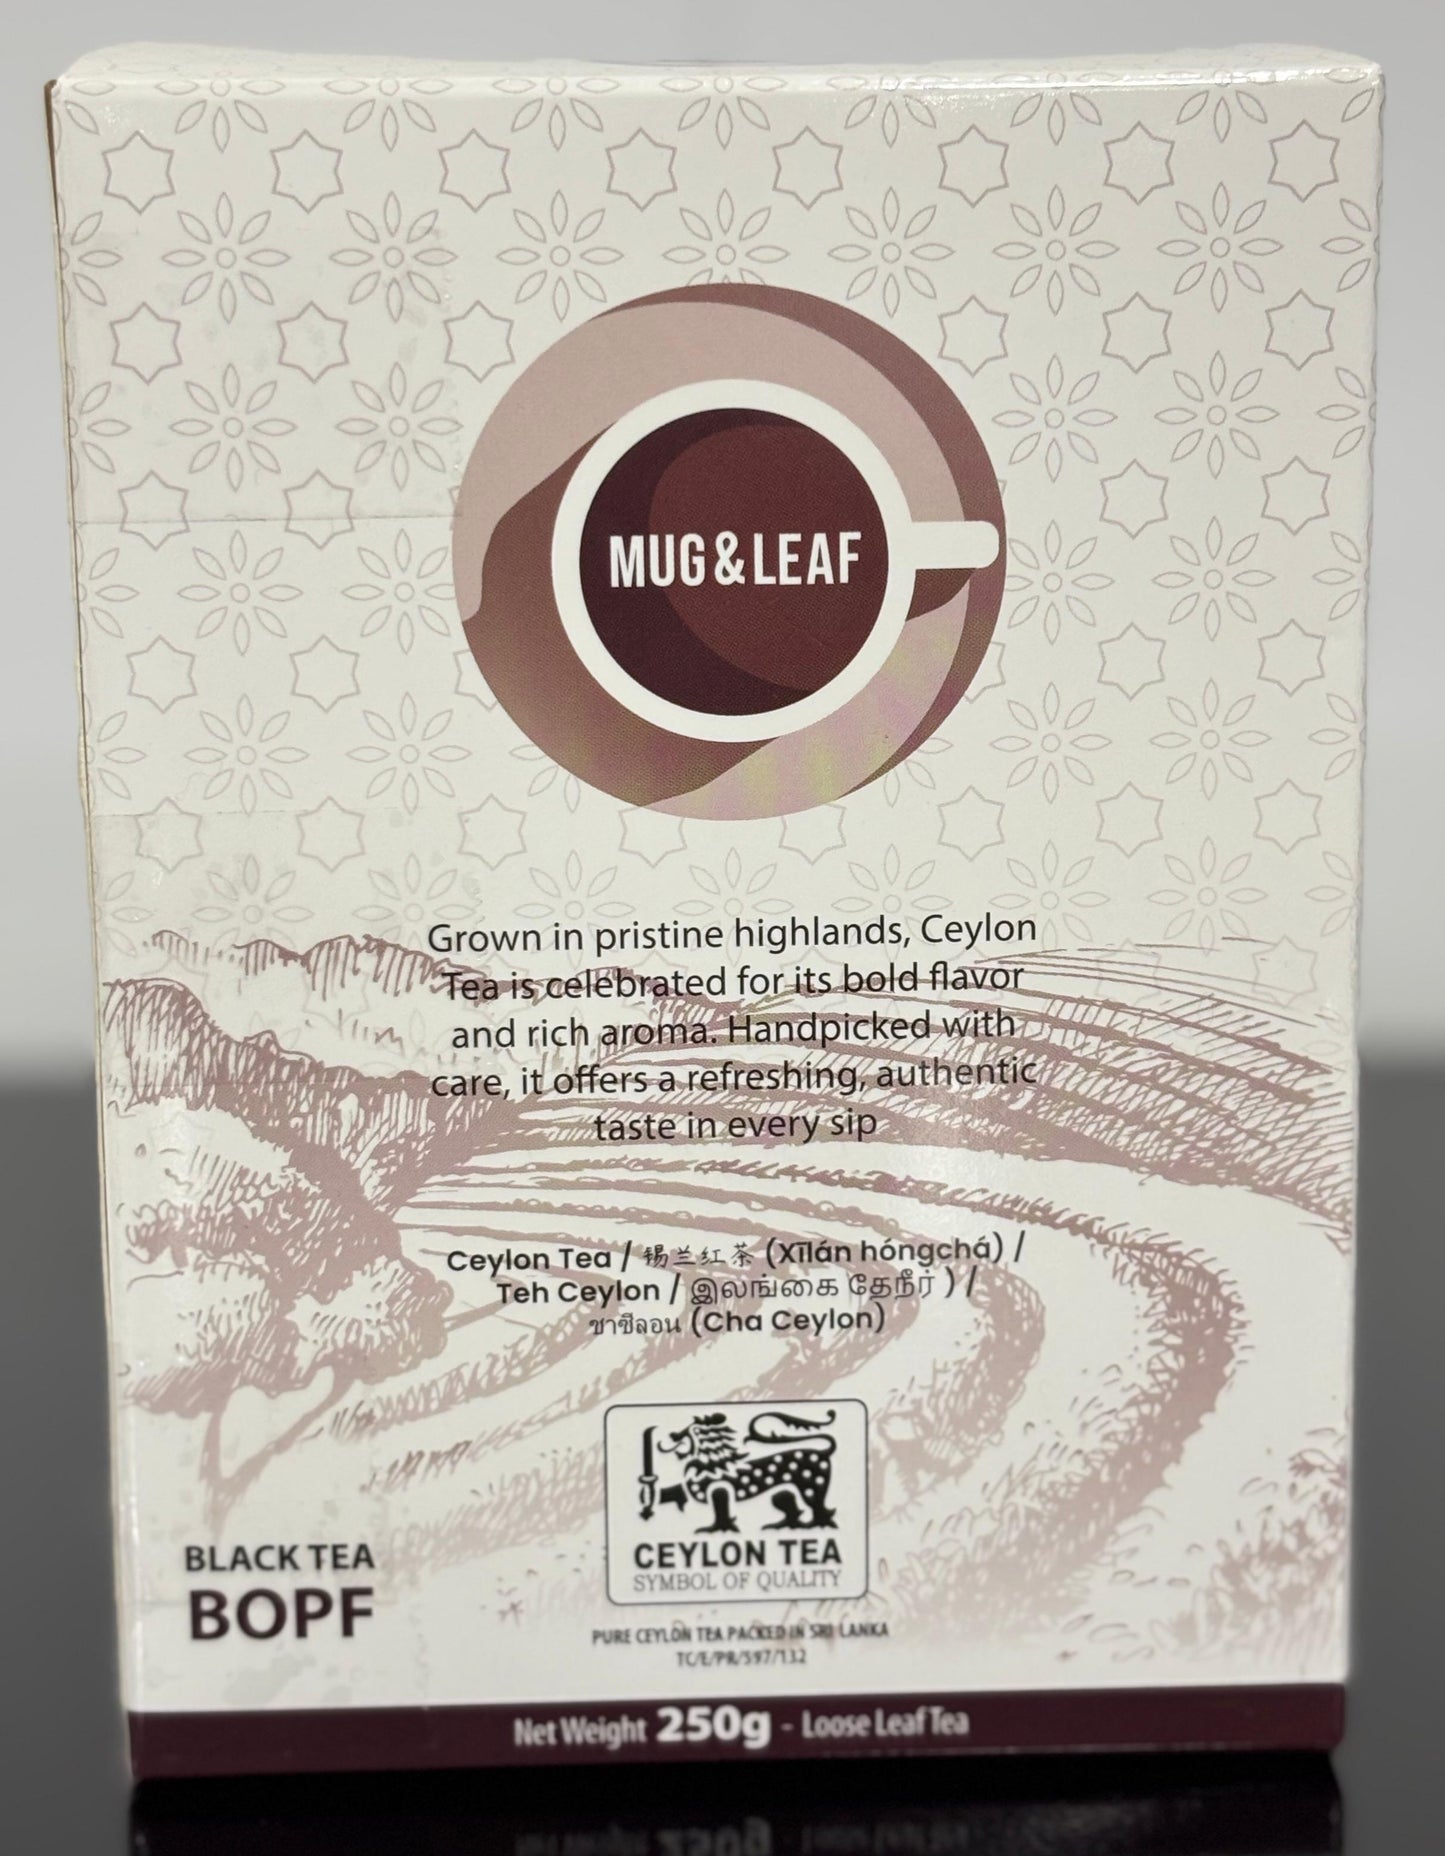 MUG & LEAF
Grown in pristine highlands, Ceylon
Tea is celebrated for its bold flavor
and rich aroma. Handpicked with
care, it offers a refreshing, authentic
taste in every sip
Ceylon Tea / 锡兰红茶 (Xīlán hóngchá) /
Teh Ceylon / இலங்கை தேநீர் ) /
ชาซีลอน (Cha Ceylon)
CEYLON TEA
SYMBOL OF QUALITY
BLACK TEA
BOPF
PURE CEYLON TEA PACKED IN SRI LANKA
TC/E/PR/597/132
Net Weight 250g - Loose Leaf Tea